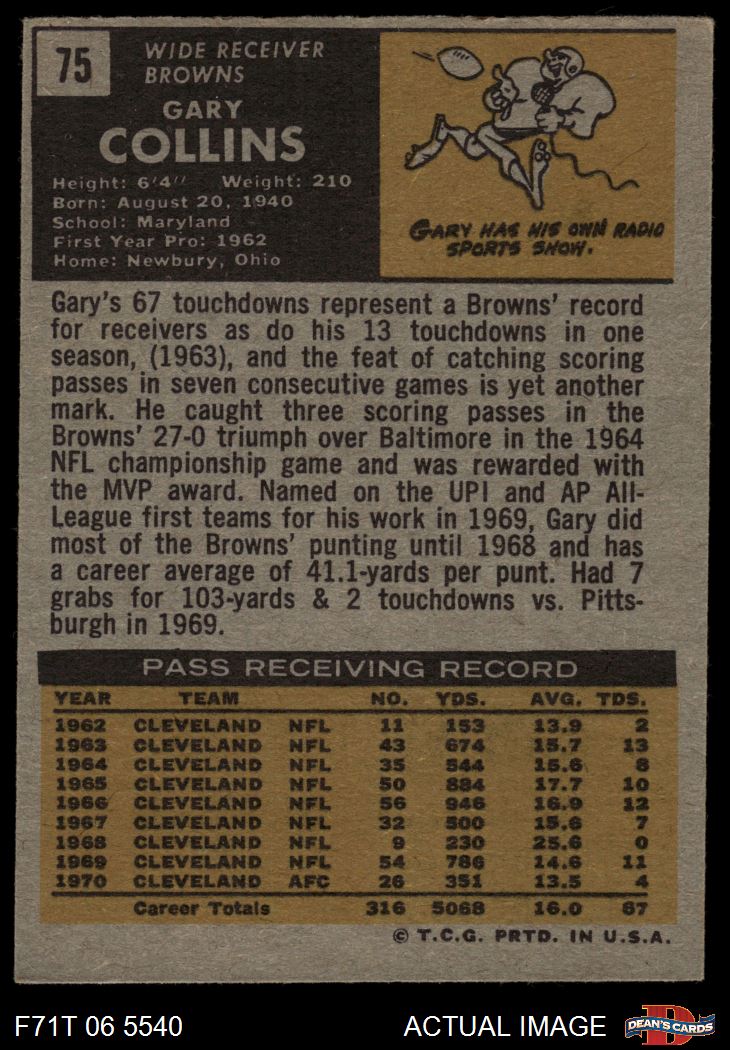 75
WIDE RECEIVER
BROWNS
GARY
COLLINS
Height: 6'4" Weight: 210
Born: August 20, 1940
School: Maryland
First Year Pro: 1962
Home: Newbury, Ohio
GARY HAS HIS OWN RADIO
SPORTS SHOW.
Gary's 67 touchdowns represent a Browns' record
for receivers as do his 13 touchdowns in one
season, (1963), and the feat of catching scoring
passes in seven consecutive games is yet another
mark. He caught three scoring passes in the
Browns' 27-0 triumph over Baltimore in the 1964
NFL championship game and was rewarded with
the MVP award. Named on the UPI and AP All-
League first teams for his work in 1969, Gary did
most of the Browns' punting until 1968 and has
a career average of 41.1-yards per punt. Had 7
grabs for 103-yards & 2 touchdowns vs. Pitts-
burgh in 1969.
PASS RECEIVING RECORD
YEAR TEAM NO. YDS. AVG. TDS.
1962 CLEVELAND NFL 11 153 13.9 2
1963 CLEVELAND NFL 43 674 15.7 13
1964 CLEVELAND NFL 35 544 15.6 8
1965 CLEVELAND NFL 50 884 17.7 10
1966 CLEVELAND NFL 56 946 16.9 12
1967 CLEVELAND NFL 32 500 15.6 7
1968 CLEVELAND NFL 9 230 25.6 0
1969 CLEVELAND NFL 54 786 14.6 11
1970 CLEVELAND AFC 26 351 13.5 4
Career Totals 316 5068 16.0 67
© T.C.G. PRTD. IN U.S.A.
F71T 06 5540 ACTUAL IMAGE D DEAN'S CARDS